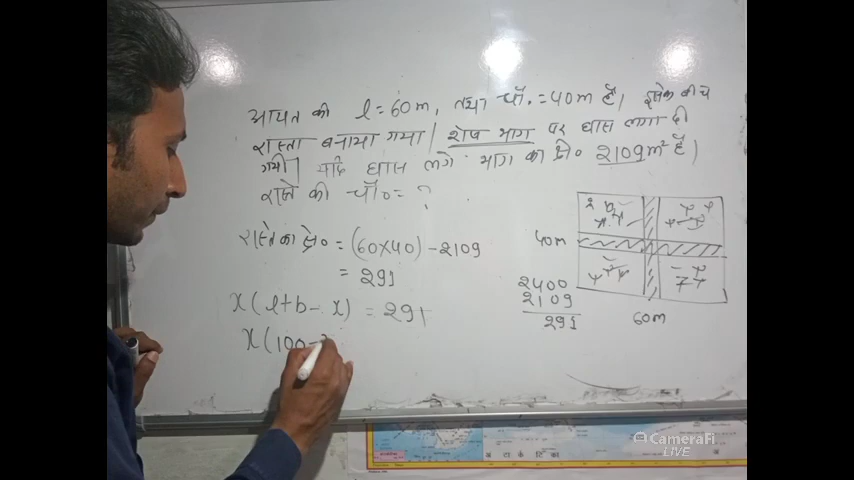 आयत की l = 60m, तथा चौ. = 40m है। इसके बीच
रास्ता बनाया गया। शेष भाग पर घास लगा दी
गयी। यदि घास लगे भाग का क्षे० 2109m² है।
रास्ते की चौ० = ?
रास्ते का क्षे० = (60×40) - 2109
= 291
x(l+b-x) = 291
x(100-
40m
60m
2400
2109
291
CameraFi
LIVE
अ टा र्क टि का